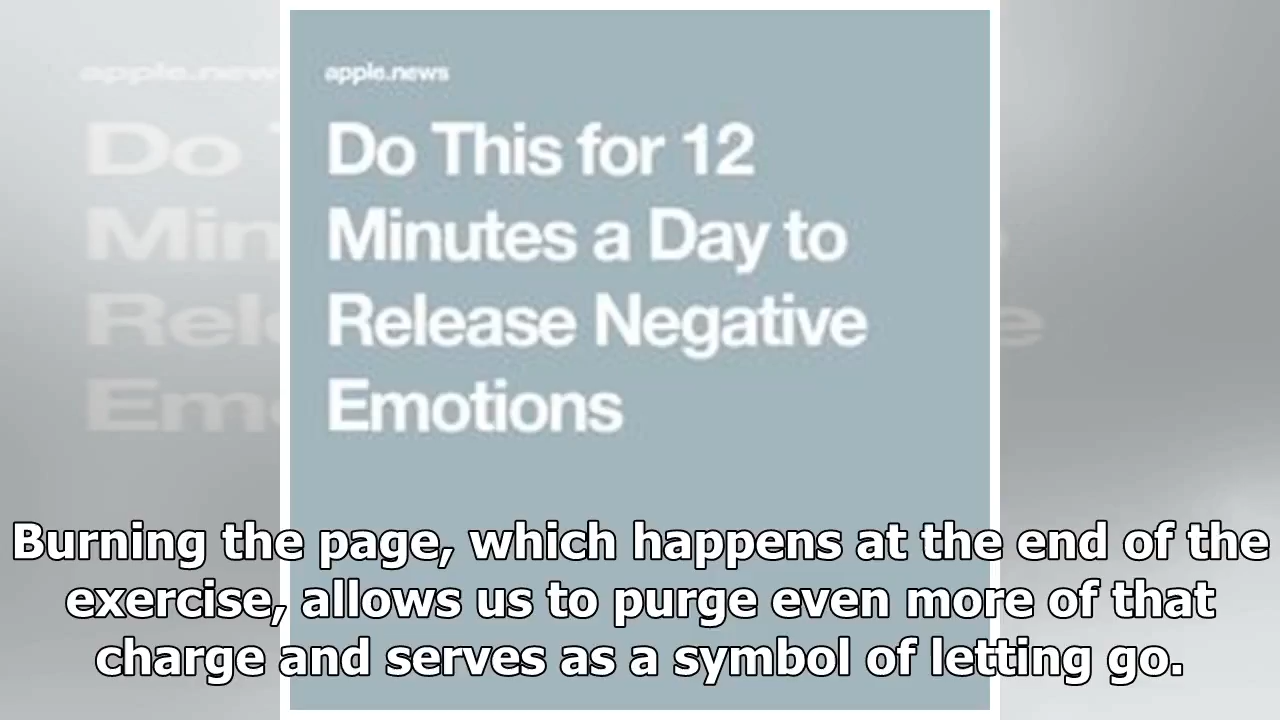 apple.news
Do This for 12
Minutes a Day to
Release Negative
Emotions
Burning the page, which happens at the end of the
exercise, allows us to purge even more of that
charge and serves as a symbol of letting go.